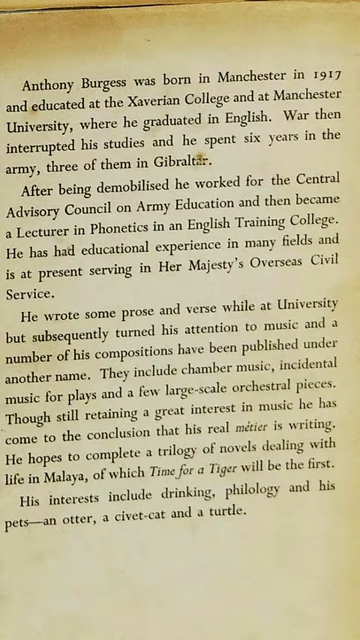 Anthony Burgess was born in Manchester in 1917
and educated at the Xaverian College and at Manchester
University, where he graduated in English. War then
interrupted his studies and he spent six years in the
army, three of them in Gibraltar.
After being demobilised he worked for the Central
Advisory Council on Army Education and then became
a Lecturer in Phonetics in an English Training College.
He has had educational experience in many fields and
is at present serving in Her Majesty's Overseas Civil
Service.
He wrote some prose and verse while at University
but subsequently turned his attention to music and a
number of his compositions have been published under
another name. They include chamber music, incidental
music for plays and a few large-scale orchestral pieces.
Though still retaining a great interest in music he has
come to the conclusion that his real métier is writing.
He hopes to complete a trilogy of novels dealing with
life in Malaya, of which Time for a Tiger will be the first.
His interests include drinking, philology and his
pets—an otter, a civet-cat and a turtle.